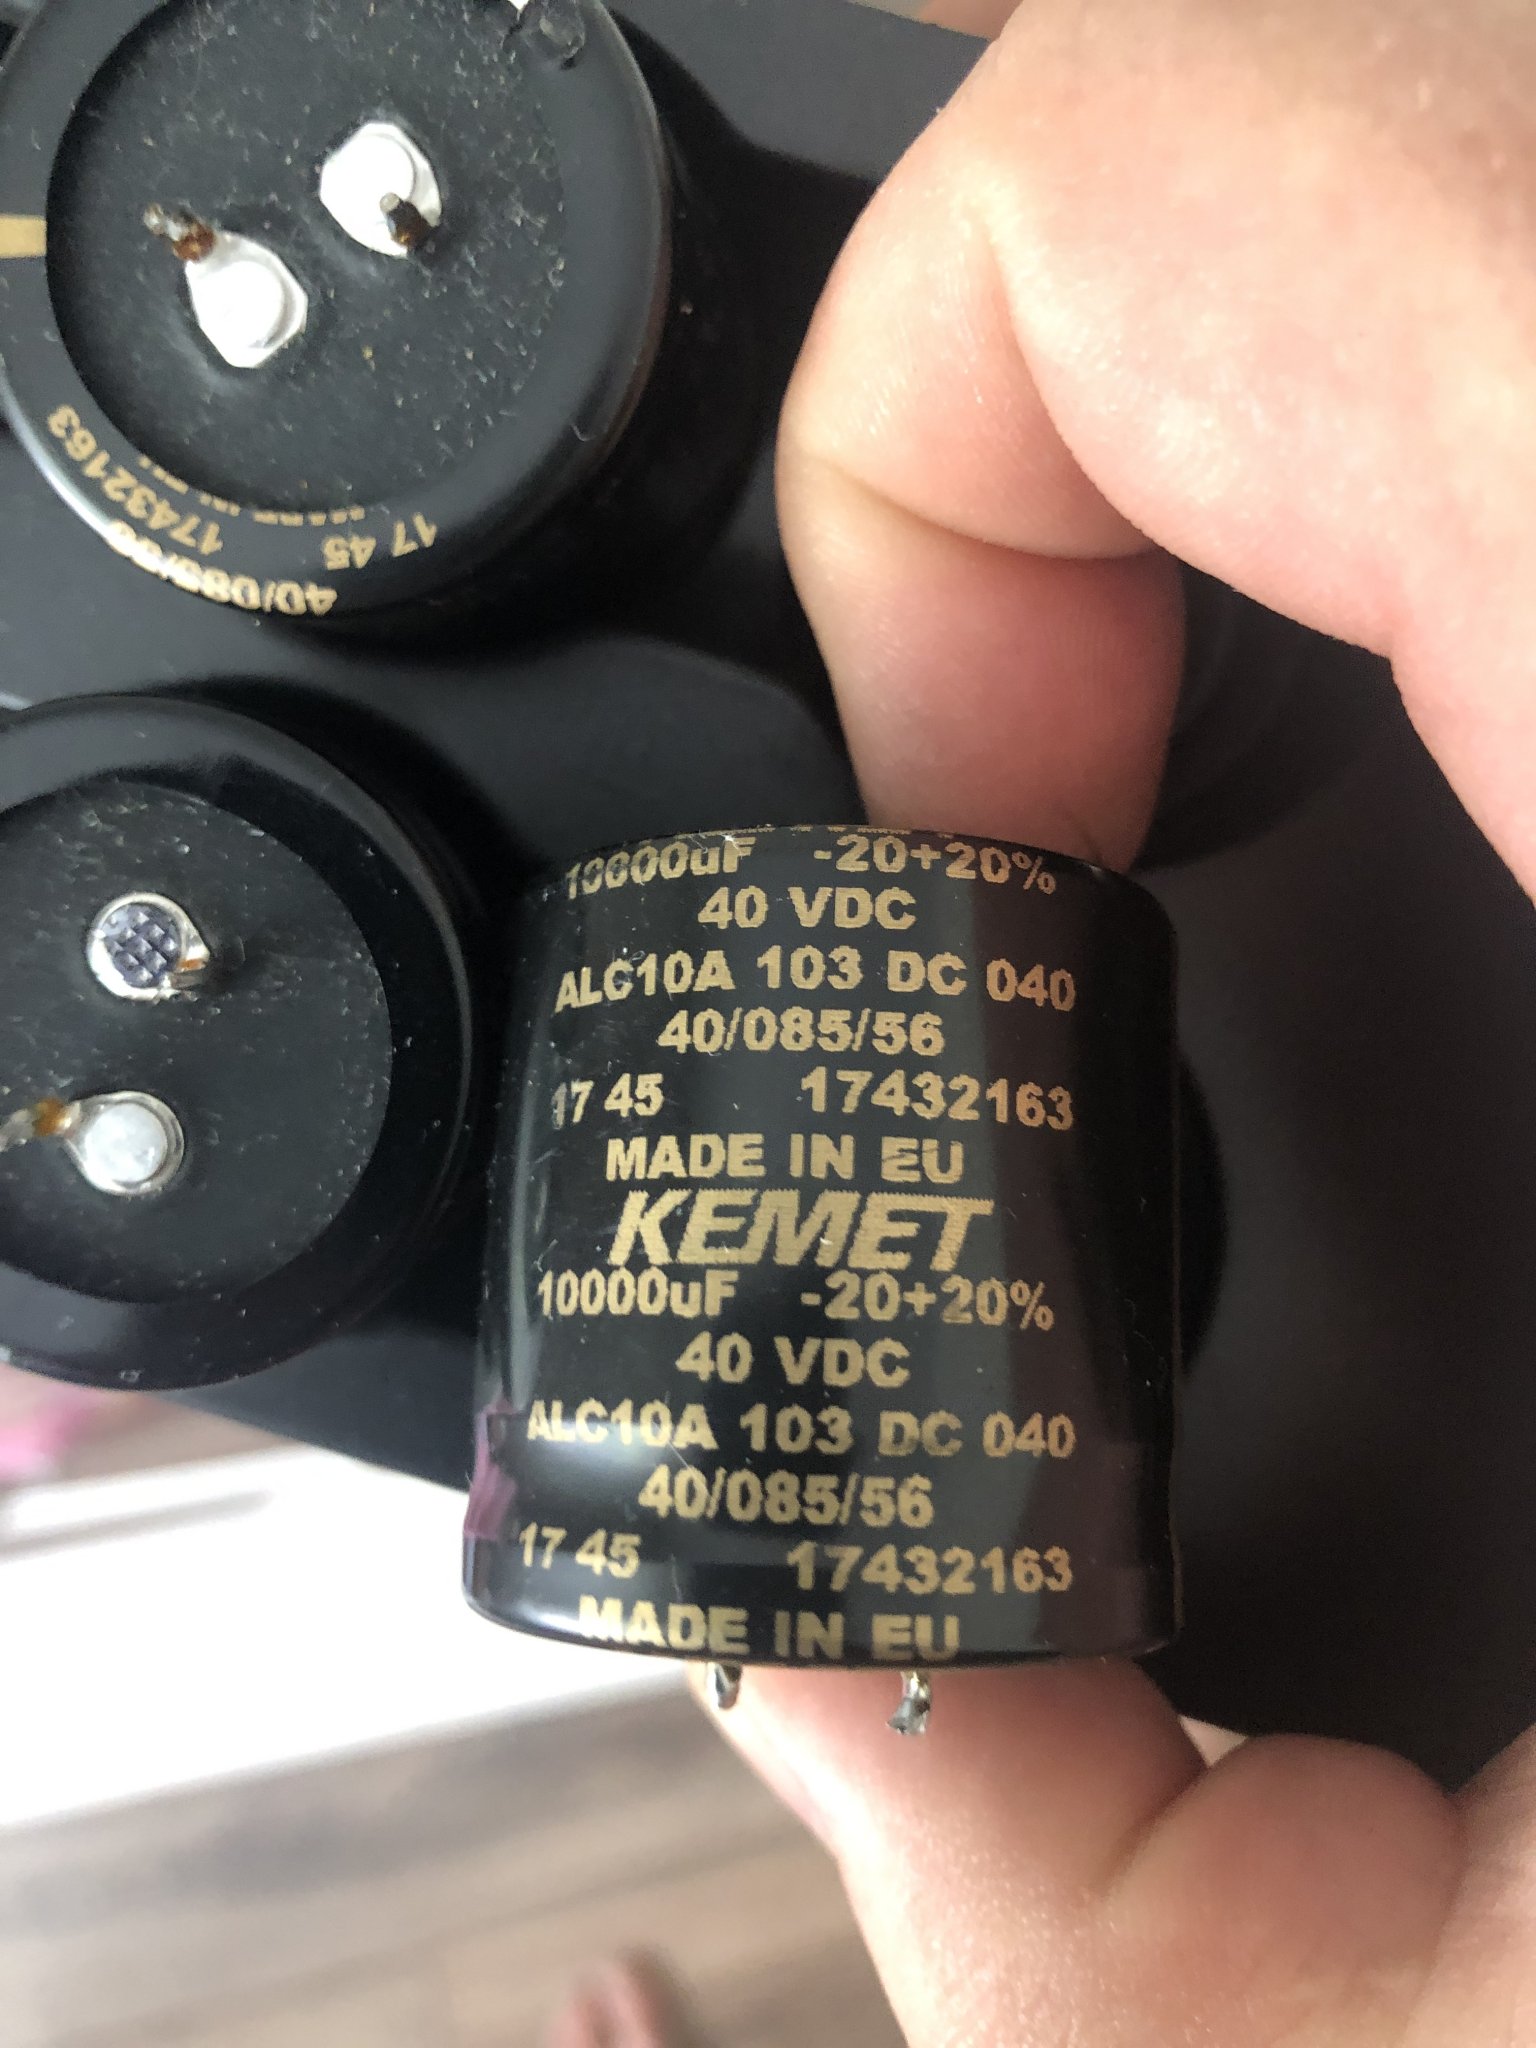 17432163
40/085/
17 45
10000uF -20+20%
40 VDC
ALC10A 103 DC 040
40/085/56
17 45 17432163
MADE IN EU
KEMET
10000uF -20+20%
40 VDC
ALC10A 103 DC 040
40/085/56
17 45 17432163
MADE IN EU